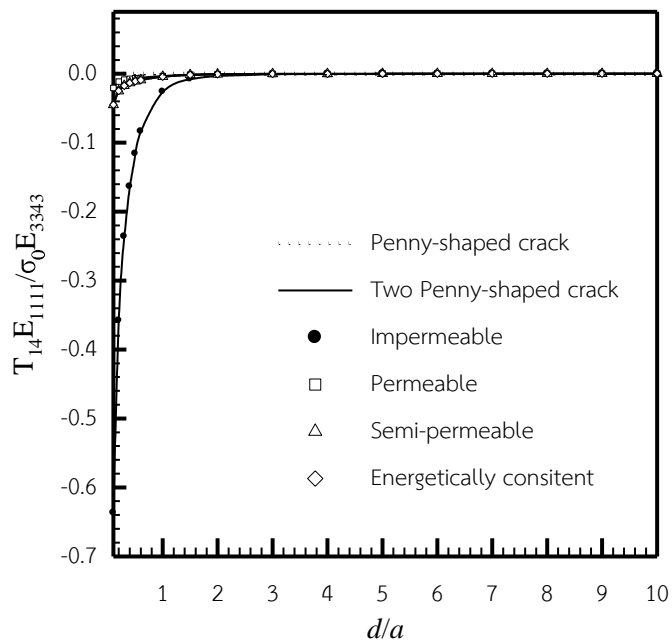 0.0
-0.1
-0.2
-0.3
-0.4
-0.5
-0.6
-0.7
T₁₄E₁₁₁₁/σ₀E₃₃₄₃
Penny-shaped crack
Two Penny-shaped crack
Impermeable
Permeable
Semi-permeable
Energetically consitent
1 2 3 4 5 6 7 8 9 10
d/a